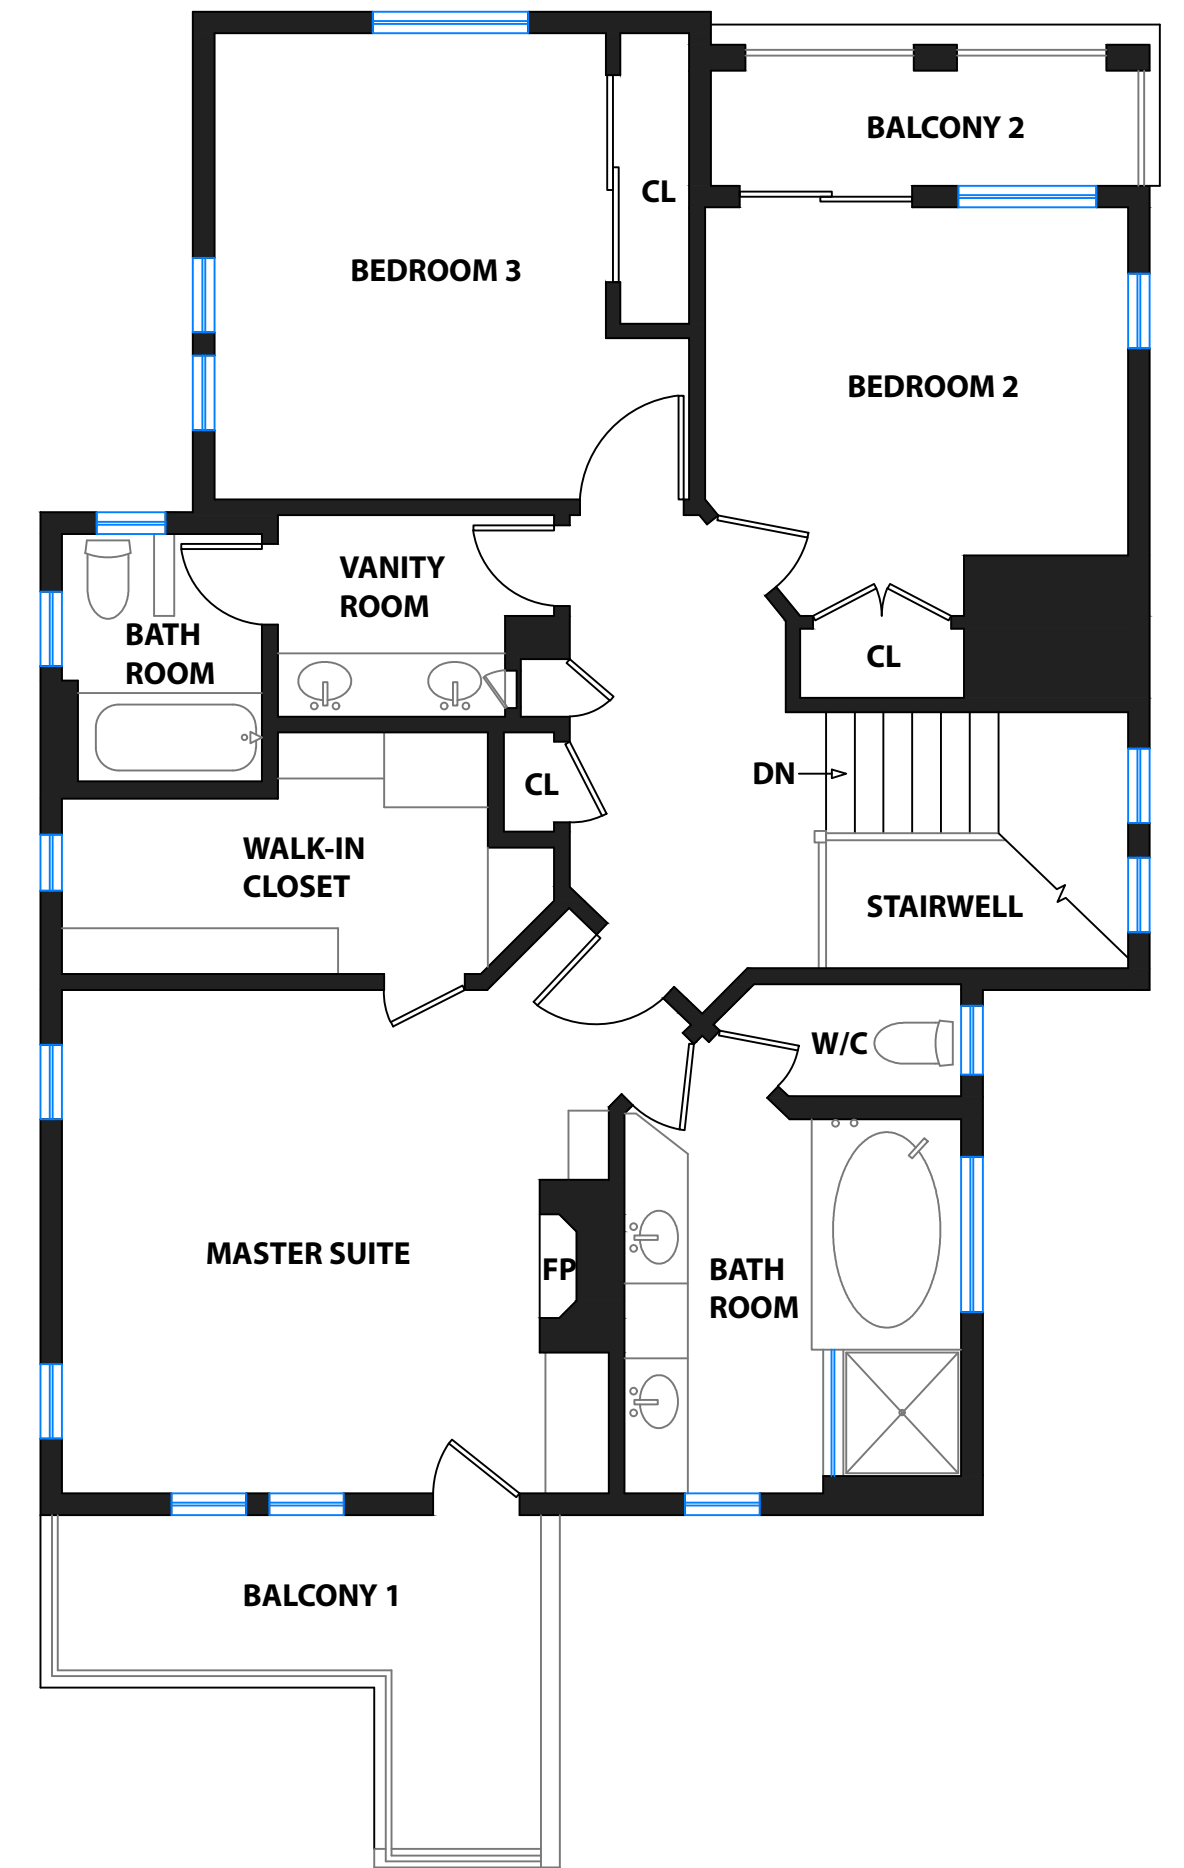 BALCONY 2
CL
BEDROOM 3
BEDROOM 2
VANITY
ROOM
BATH
ROOM
CL
DN
CL
WALK-IN
CLOSET
STAIRWELL
W/C
MASTER SUITE
FP
BATH
ROOM
BALCONY 1